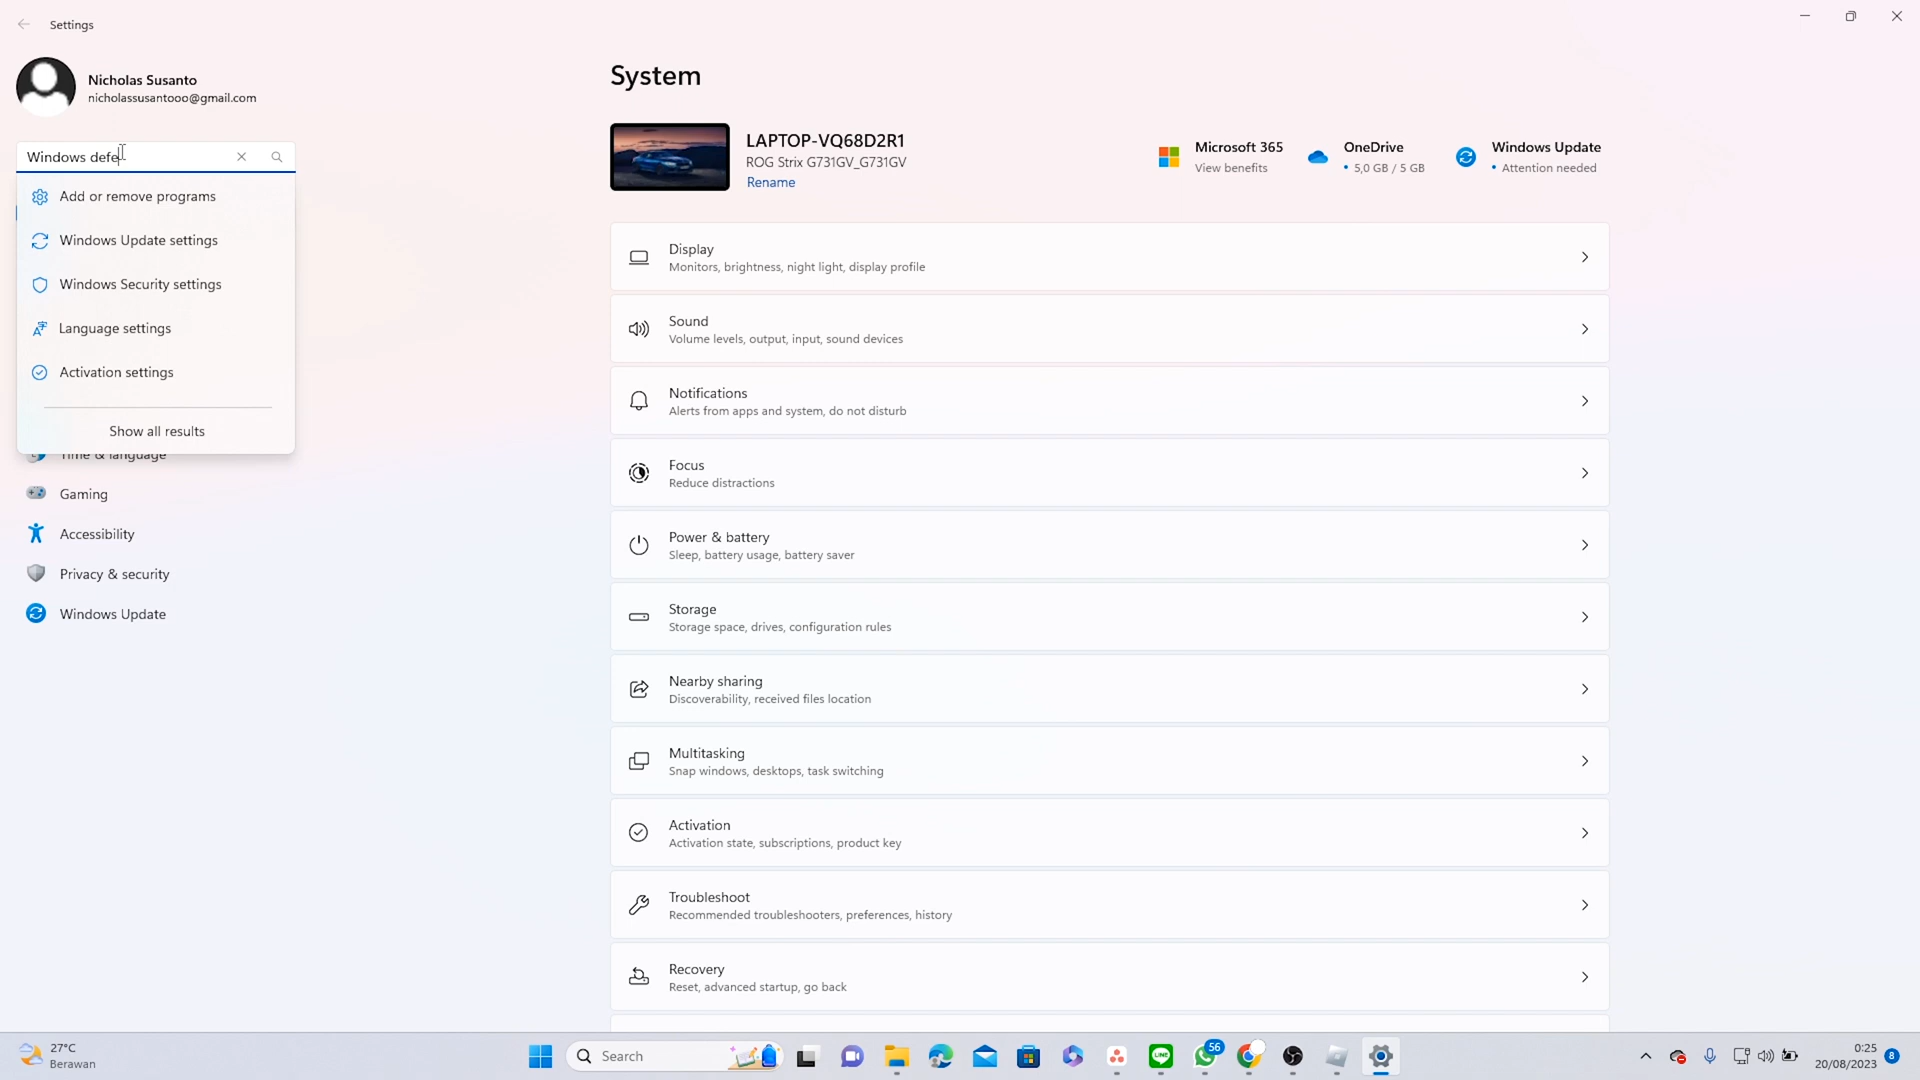 Settings
Nicholas Susanto
nicholassusantooo@gmail.com
Windows defe
Add or remove programs
Windows Update settings
Windows Security settings
Language settings
Activation settings
Show all results
Time & language
Gaming
Accessibility
Privacy & security
Windows Update
System
LAPTOP-VQ68D2R1
ROG Strix G731GV_G731GV
Rename
Microsoft 365
View benefits
OneDrive
5,0 GB / 5 GB
Windows Update
Attention needed
Display
Monitors, brightness, night light, display profile
Sound
Volume levels, output, input, sound devices
Notifications
Alerts from apps and system, do not disturb
Focus
Reduce distractions
Power & battery
Sleep, battery usage, battery saver
Storage
Storage space, drives, configuration rules
Nearby sharing
Discoverability, received files location
Multitasking
Snap windows, desktops, task switching
Activation
Activation state, subscriptions, product key
Troubleshoot
Recommended troubleshooters, preferences, history
Recovery
Reset, advanced startup, go back
27°C
Berawan
Search
LINE
56
0:25
20/08/2023
8